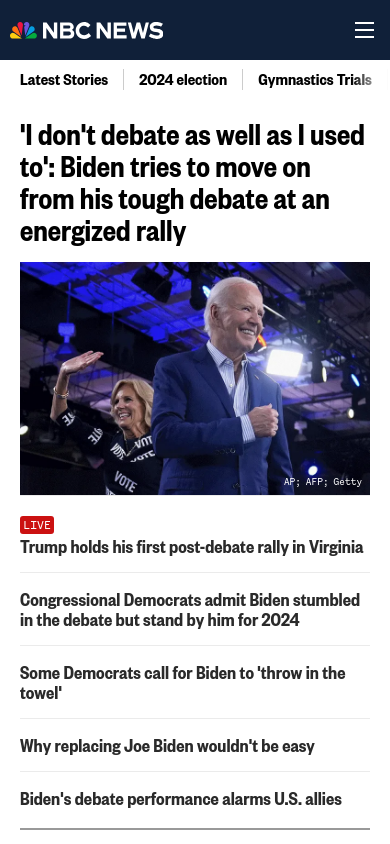 NBC NEWS
Latest Stories
2024 election
Gymnastics Trials
'I don't debate as well as I used
to': Biden tries to move on
from his tough debate at an
energized rally
VOTE
VOTE
VOTE
AP; AFP; Getty
LIVE
Trump holds his first post-debate rally in Virginia
Congressional Democrats admit Biden stumbled
in the debate but stand by him for 2024
Some Democrats call for Biden to 'throw in the
towel'
Why replacing Joe Biden wouldn't be easy
Biden's debate performance alarms U.S. allies